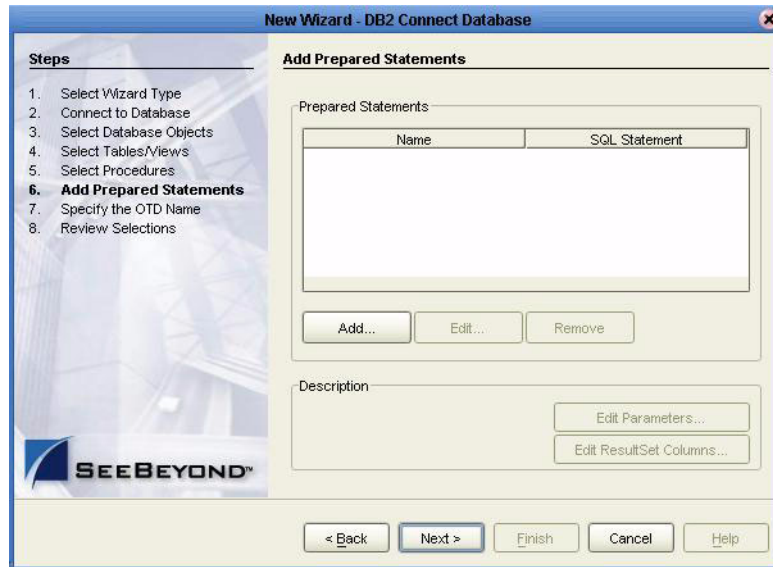 New Wizard - DB2 Connect Database
Steps
1. Select Wizard Type
2. Connect to Database
3. Select Database Objects
4. Select Tables/Views
5. Select Procedures
6. Add Prepared Statements
7. Specify the OTD Name
8. Review Selections
SEEBEYOND™
Add Prepared Statements
Prepared Statements
Name SQL Statement
Add... Edit... Remove
Description
Edit Parameters...
Edit ResultSet Columns...
< Back Next > Finish Cancel Help